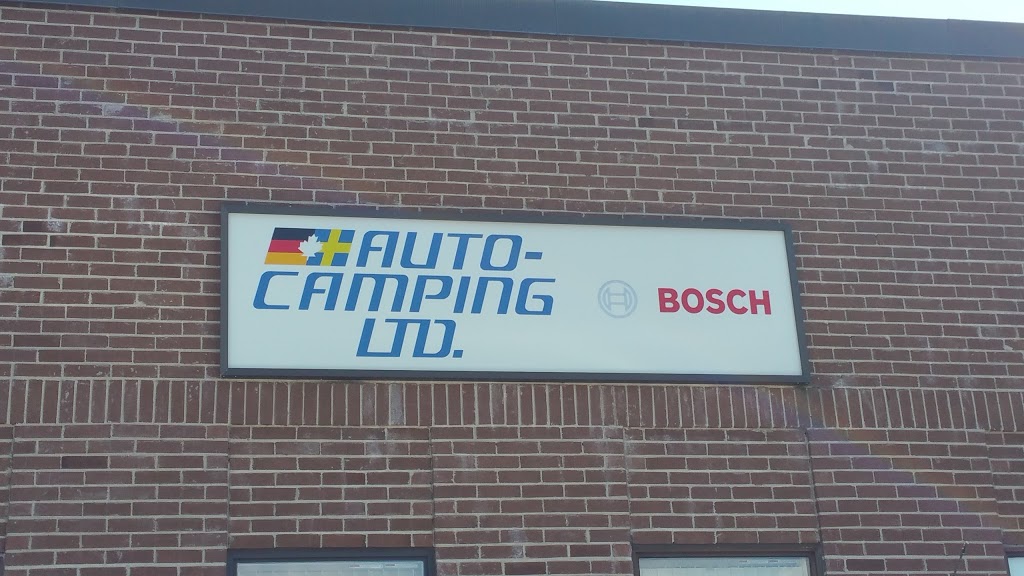 AUTO-
CAMPING
LTD.
BOSCH